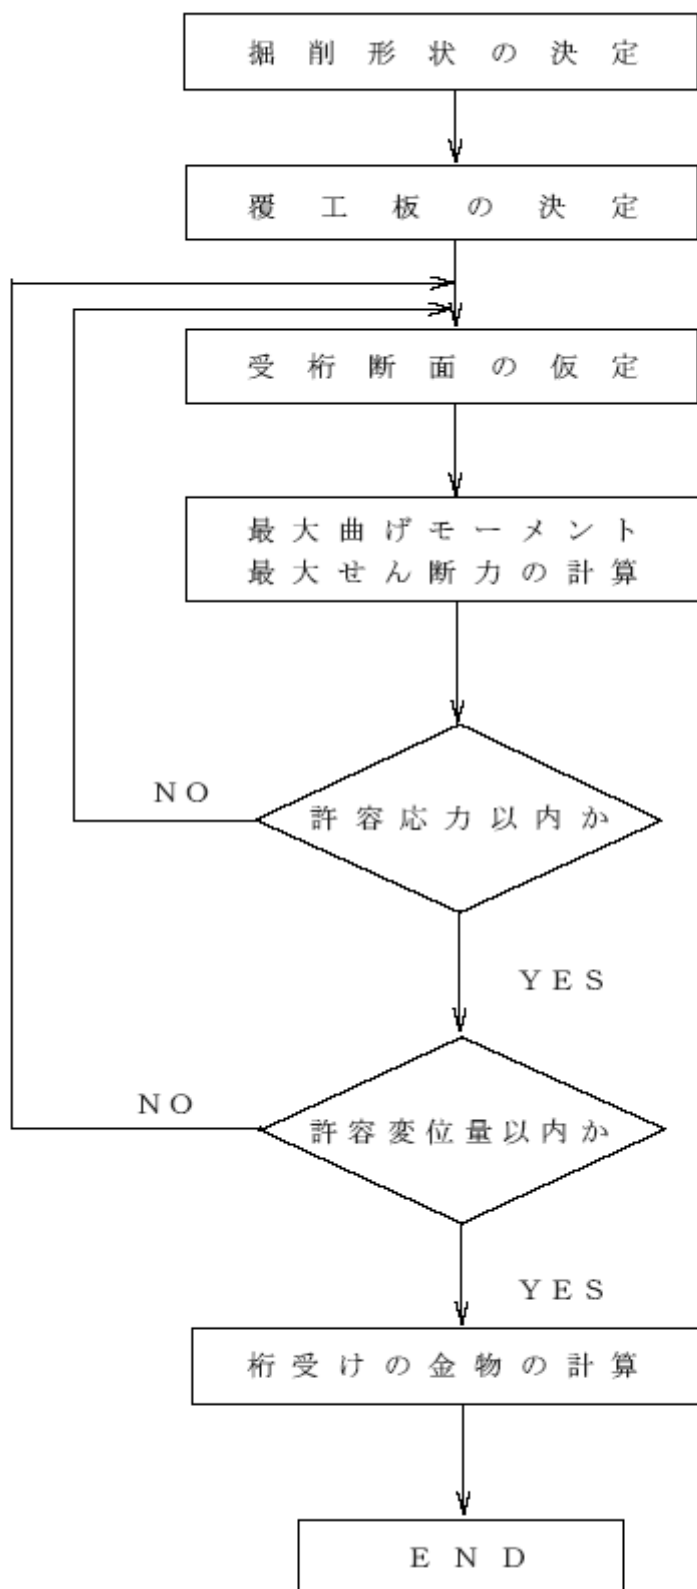 掘削形状の決定
覆工板の決定
受桁断面の仮定
最大曲げモーメント
最大せん断力の計算
NO
許容応力以内か
YES
NO
許容変位量以内か
YES
桁受けの金物の計算
END